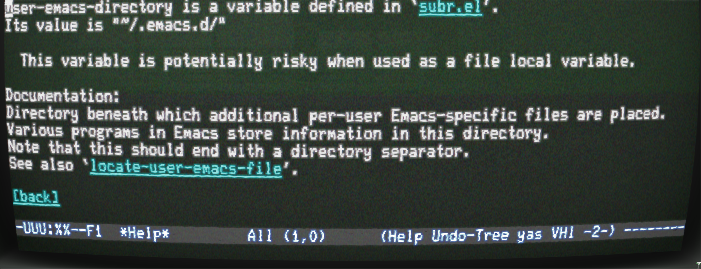 user-emacs-directory is a variable defined in `subr.el'.
Its value is "~/.emacs.d/"
This variable is potentially risky when used as a file local variable.
Documentation:
Directory beneath which additional per-user Emacs-specific files are placed.
Various programs in Emacs store information in this directory.
Note that this should end with a directory separator.
See also `locate-user-emacs-file'.
[back]
-UUU:%%--F1 *Help* All (1,0) (Help Undo-Tree yas VHl -2-) -------